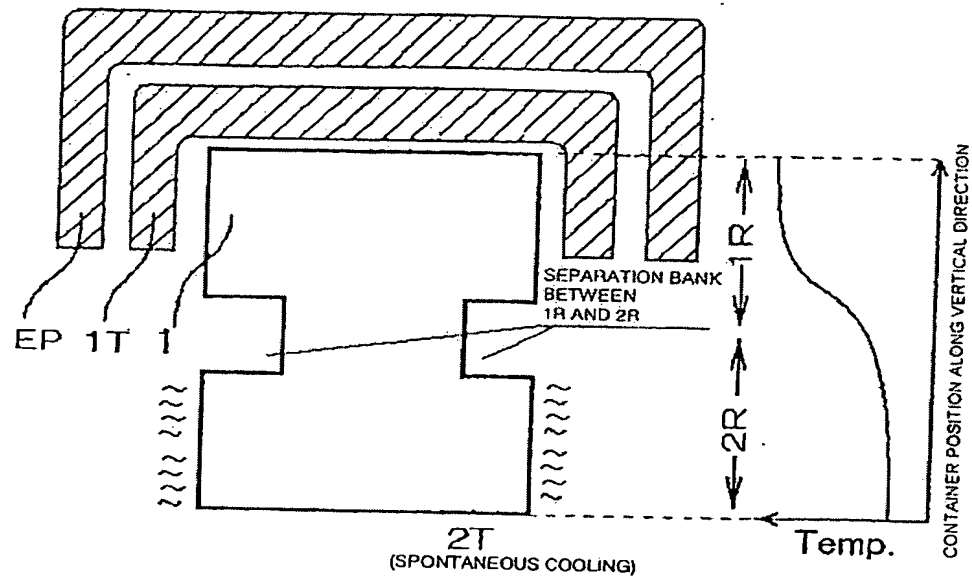 EP 1T 1
SEPARATION BANK
BETWEEN
1R AND 2R
1R
2R
2T
(SPONTANEOUS COOLING)
Temp.
CONTAINER POSITION ALONG VERTICAL DIRECTION